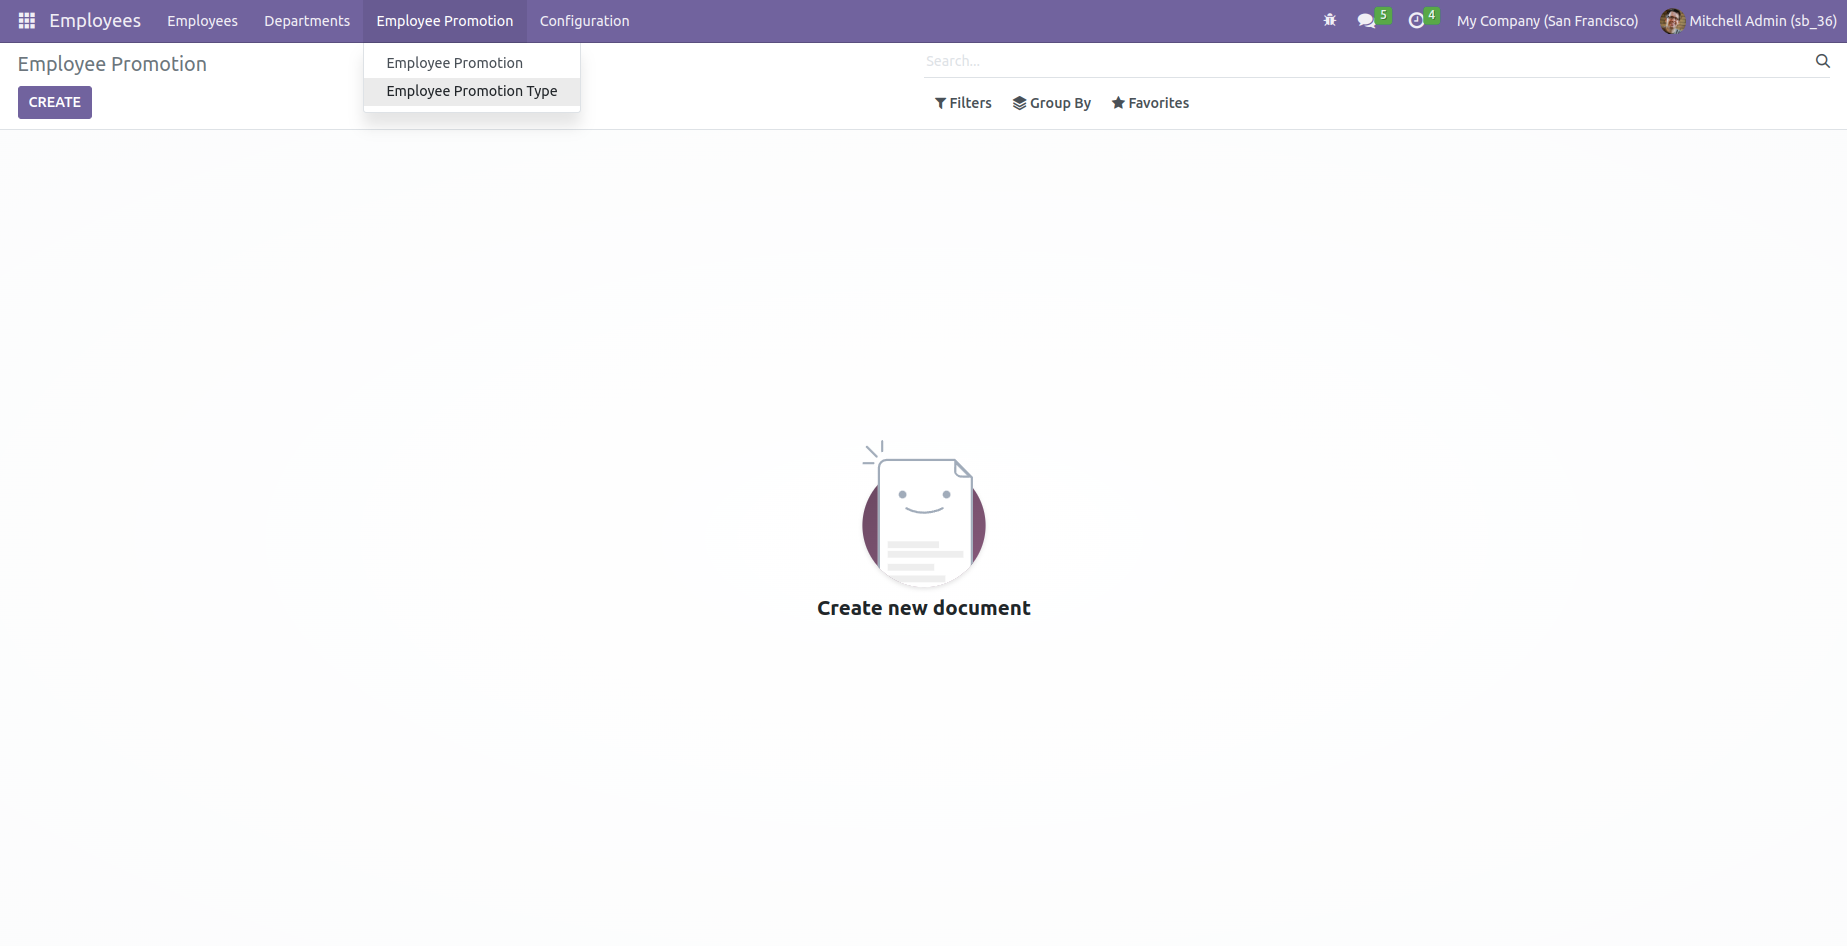 Employees Employees Departments Employee Promotion Configuration 5 4 My Company (San Francisco) Mitchell Admin (sb_36)
Employee Promotion
Employee Promotion
Employee Promotion Type
Search...
CREATE
Filters Group By Favorites
Create new document